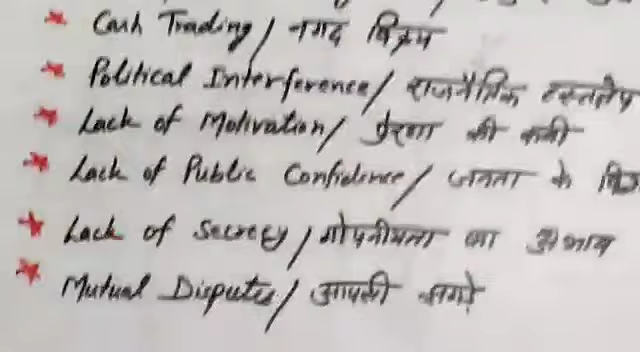 * Cash Trading / नगद विक्रय
* Political Interference / राजनैतिक हस्तक्षेप
* Lack of Motivation / प्रेरणा की कमी
* Lack of Public Confidence / जनता के
* Lack of Secrecy / गोपनीयता का अभाव
* Mutual Disputes / आपसी झगड़े